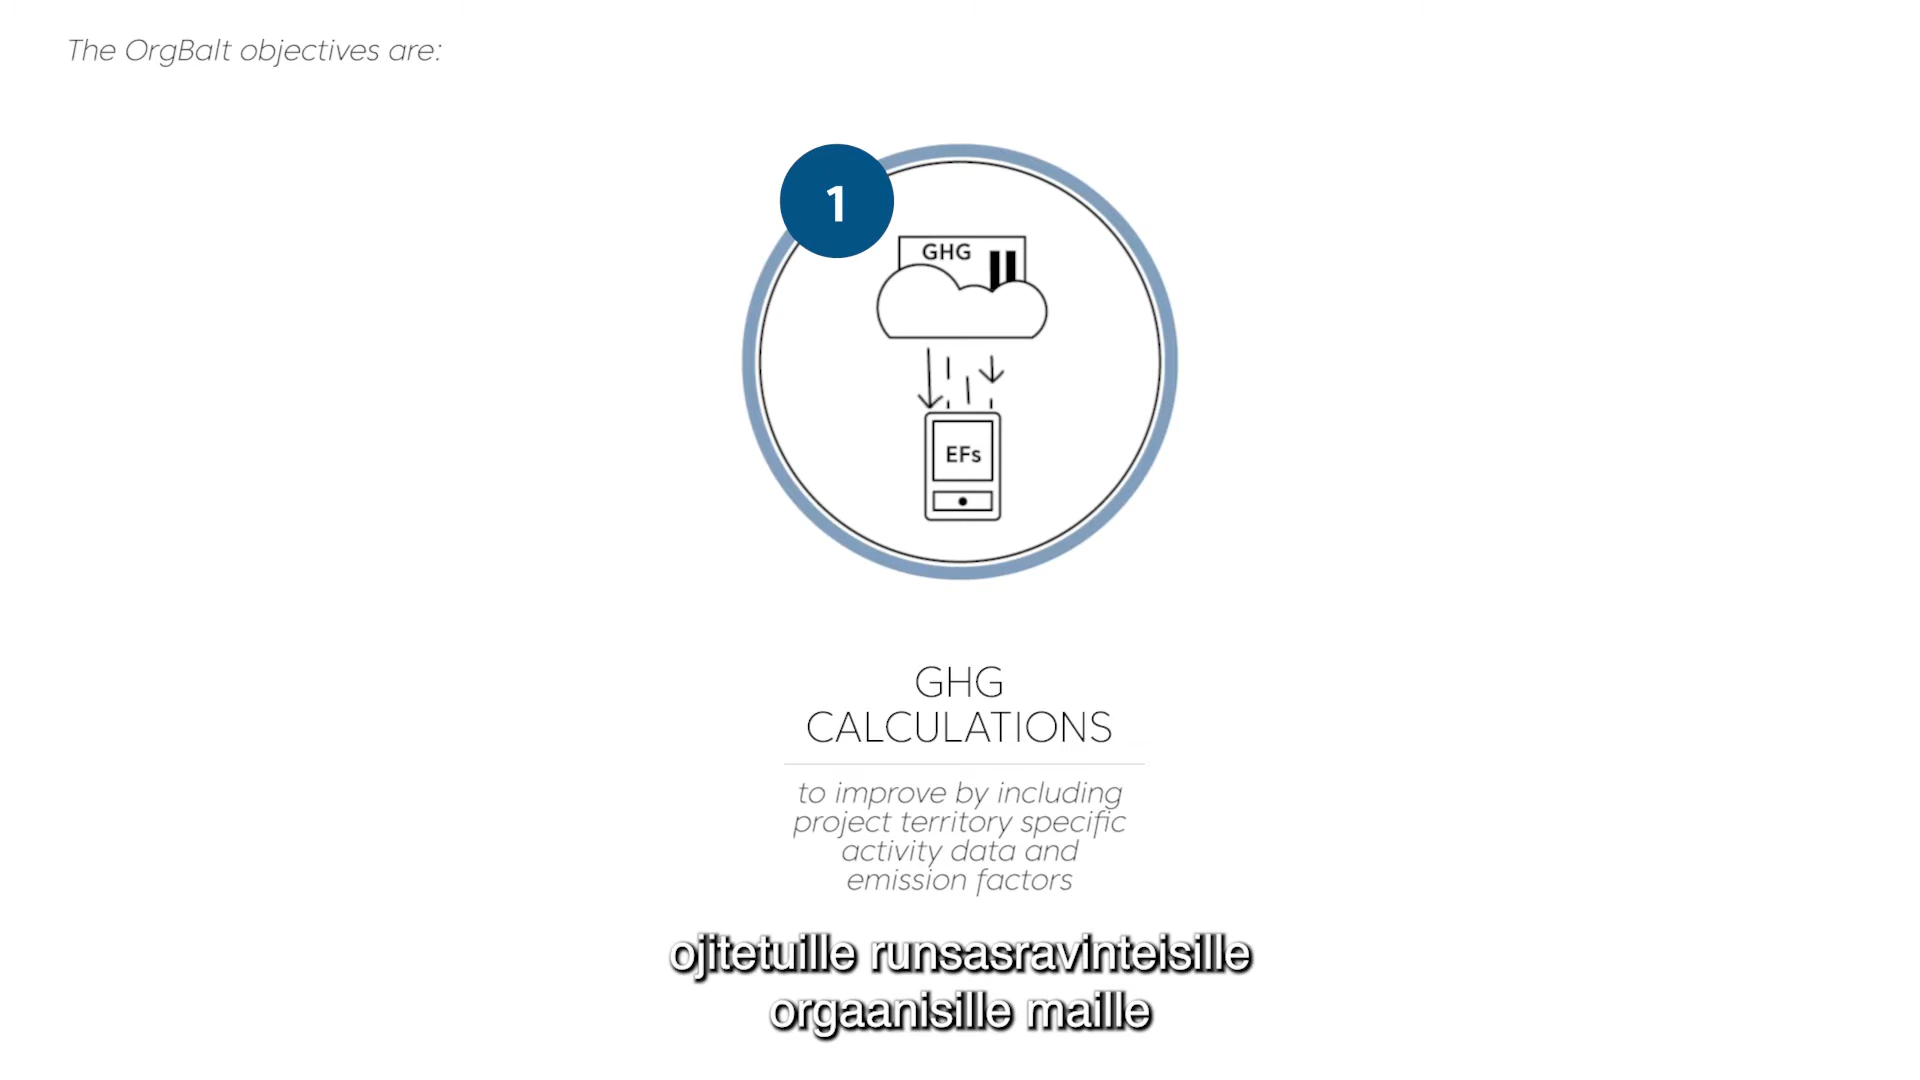 The OrgBalt objectives are:
1
GHG
EFs
GHG
CALCULATIONS
to improve by including
project territory specific
activity data and
emission factors
ojitetuille runsasravinteisille
orgaanisille maille